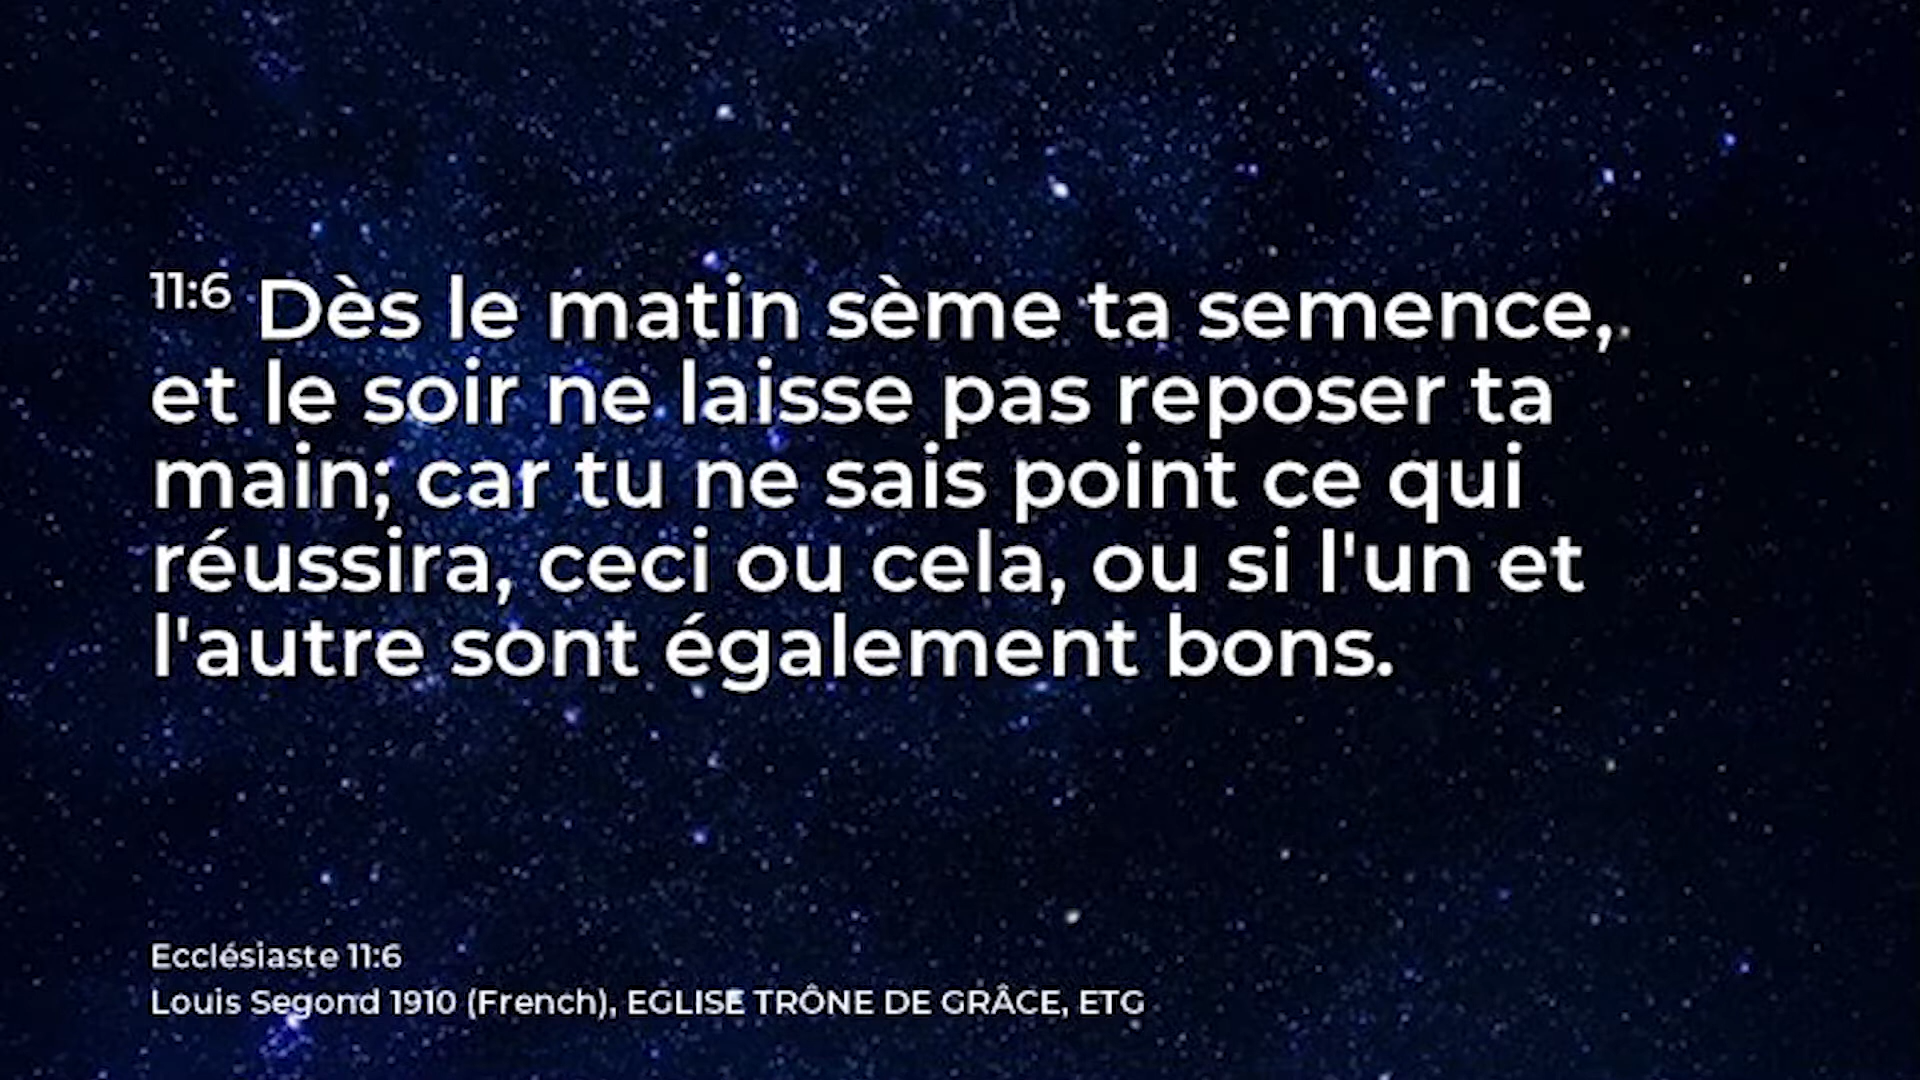 11:6 Dès le matin sème ta semence,
et le soir ne laisse pas reposer ta
main; car tu ne sais point ce qui
réussira, ceci ou cela, ou si l'un et
l'autre sont également bons.
Ecclésiaste 11:6
Louis Segond 1910 (French), EGLISE TRÔNE DE GRÂCE, ETG